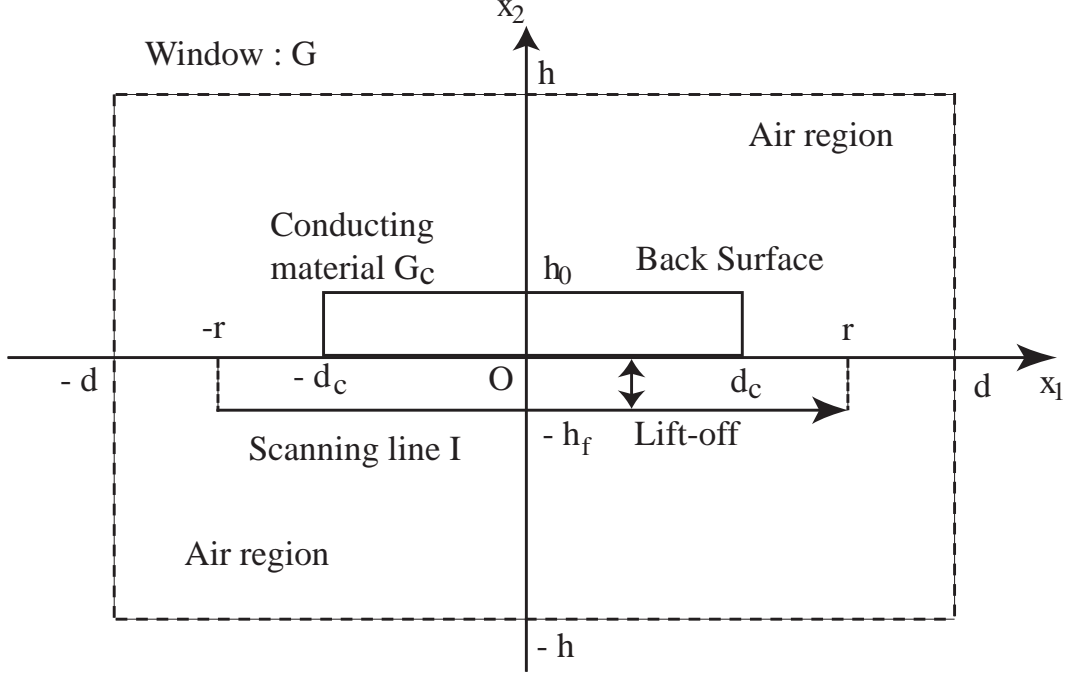 x2
Window : G
h
Air region
Conducting
material Gc
h0
Back Surface
-r
r
- d
- dc
O
dc
d
x1
- hf
Lift-off
Scanning line I
Air region
- h